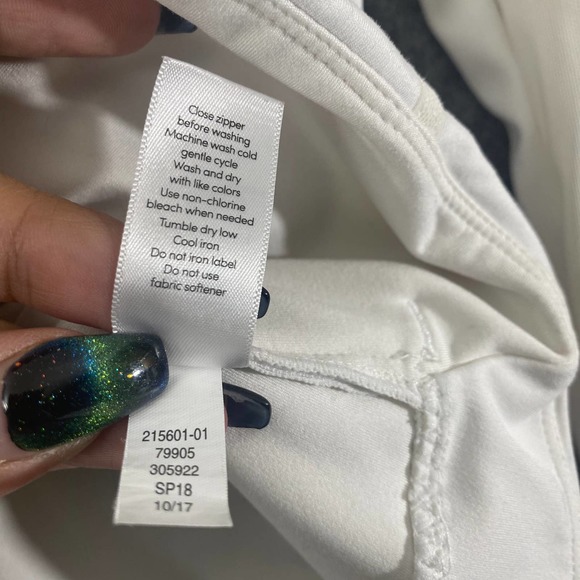 Close zipper
before washing
Machine wash cold
gentle cycle
Wash and dry
with like colors
Use non-chlorine
bleach when needed
Tumble dry low
Cool iron
Do not iron label
Do not use
fabric softener
215601-01
79905
305922
SP18
10/17